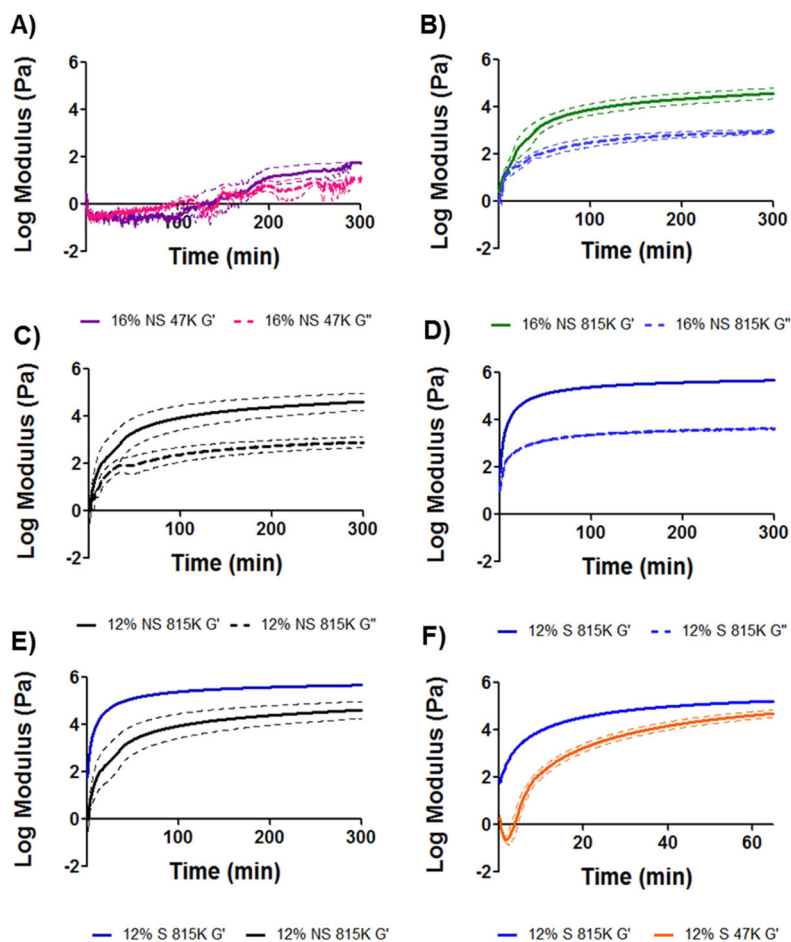 A)
Log Modulus (Pa)
6
4
2
0
-2
100
200
300
Time (min)
16% NS 47K G' 16% NS 47K G"
B)
Log Modulus (Pa)
6
4
2
0
-2
100
200
300
Time (min)
16% NS 815K G' 16% NS 815K G"
C)
Log Modulus (Pa)
6
4
2
0
-2
100
200
300
Time (min)
12% NS 815K G' 12% NS 815K G"
D)
Log Modulus (Pa)
6
4
2
0
-2
100
200
300
Time (min)
12% S 815K G' 12% S 815K G"
E)
Log Modulus (Pa)
6
4
2
0
-2
100
200
300
Time (min)
12% S 815K G' 12% NS 815K G'
F)
Log Modulus (Pa)
6
4
2
0
-2
20
40
60
Time (min)
12% S 815K G' 12% S 47K G'